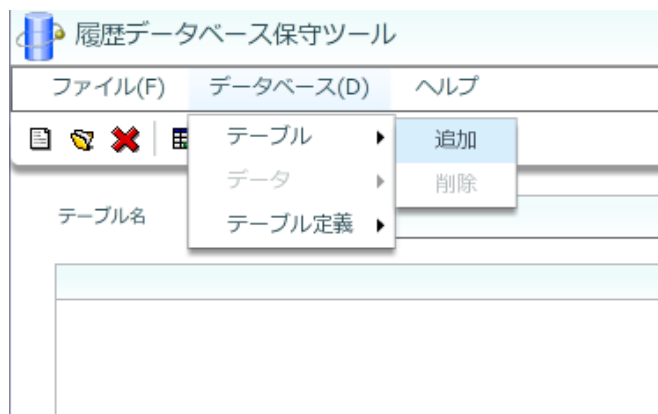 履歴データベース保守ツール
ファイル(F) データベース(D) ヘルプ
テーブル 追加
データ 削除
テーブル名 テーブル定義